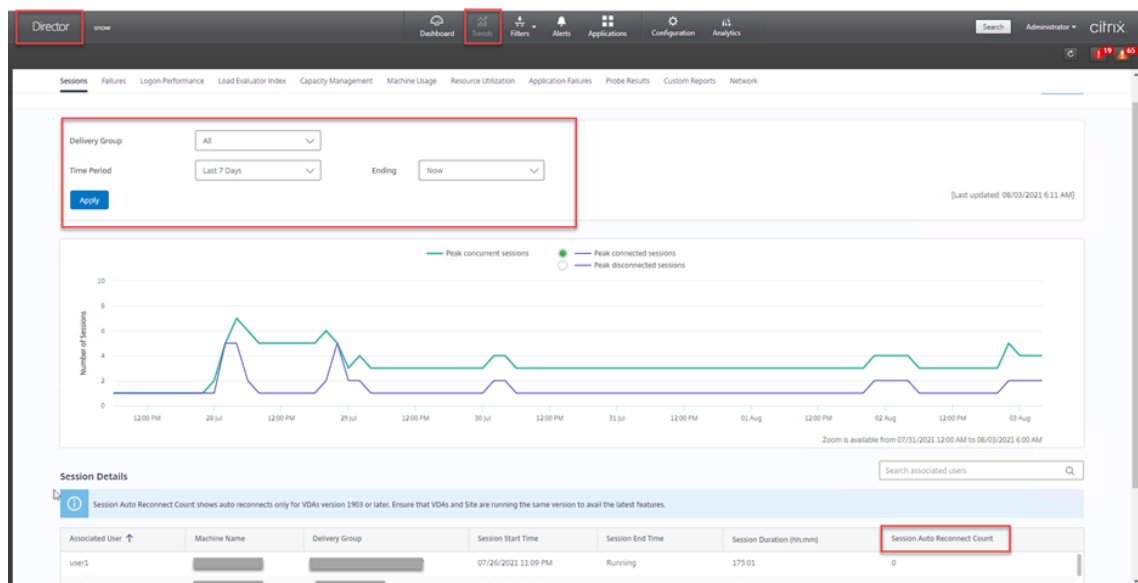 Director snow Dashboard Trends Filters Alerts Applications Configuration Analytics Search Administrator citrix
19 65
Sessions Failures Logon Performance Load Evaluator Index Capacity Management Machine Usage Resource Utilization Application Failures Probe Results Custom Reports Network
Delivery Group All
Time Period Last 7 Days Ending Now
Apply
[Last updated: 08/03/2021 6:11 AM]
Peak concurrent sessions Peak connected sessions
Peak disconnected sessions
Number of Sessions
10
8
6
4
2
0
12:00 PM 28 Jul 12:00 PM 29 Jul 12:00 PM 30 Jul 12:00 PM 31 Jul 12:00 PM 01 Aug 12:00 PM 02 Aug 12:00 PM 03 Aug
Zoom is available from 07/31/2021 12:00 AM to 08/03/2021 6:00 AM
Session Details Search associated users
Session Auto Reconnect Count shows auto reconnects only for VDAs version 1903 or later. Ensure that VDAs and Site are running the same version to avail the latest features.
Associated User Machine Name Delivery Group Session Start Time Session End Time Session Duration (hh:mm) Session Auto Reconnect Count
user1 07/26/2021 11:09 PM Running 175:01 0